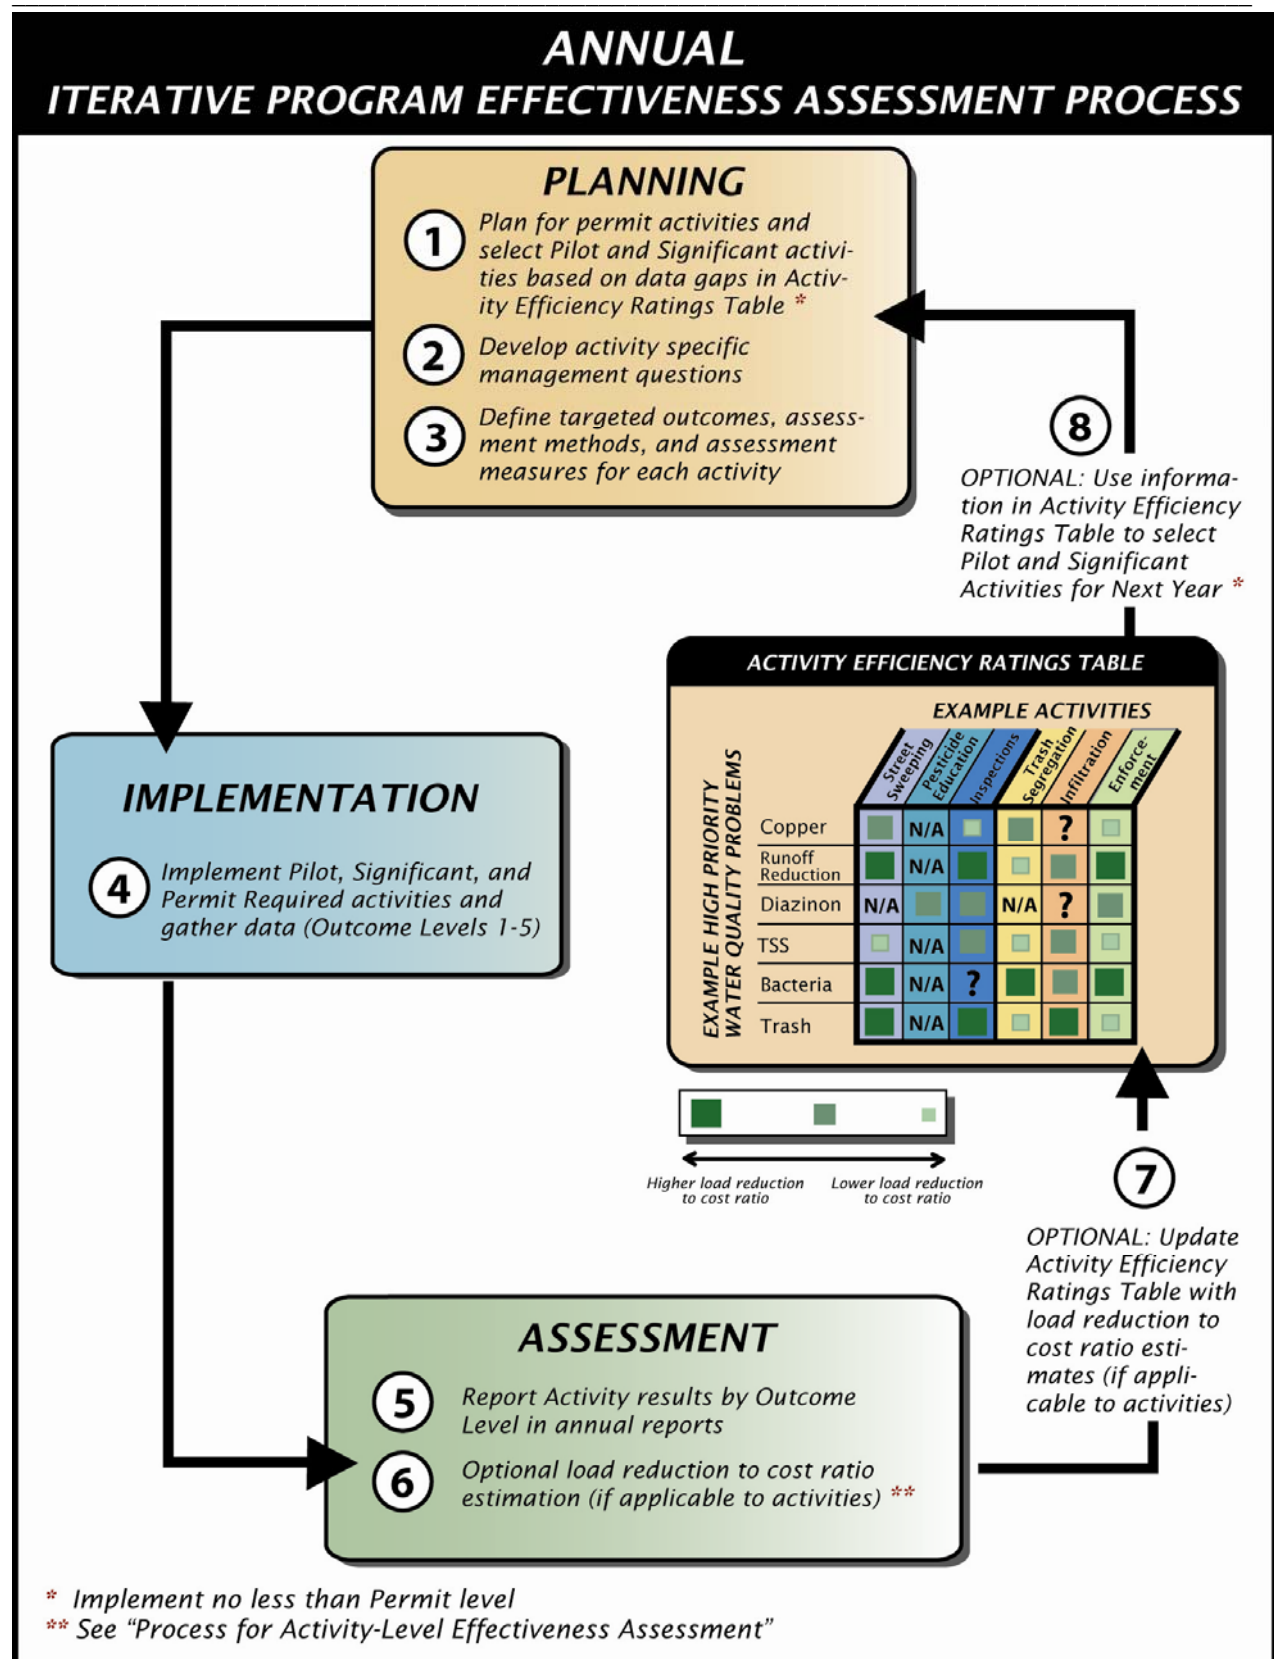 ANNUAL
ITERATIVE PROGRAM EFFECTIVENESS ASSESSMENT PROCESS
PLANNING
1
Plan for permit activities and
select Pilot and Significant activi-
ties based on data gaps in Activ-
ity Efficiency Ratings Table *
2
Develop activity specific
management questions
3
Define targeted outcomes, assess-
ment methods, and assessment
measures for each activity
8
OPTIONAL: Use informa-
tion in Activity Efficiency
Ratings Table to select
Pilot and Significant
Activities for Next Year *
ACTIVITY EFFICIENCY RATINGS TABLE
EXAMPLE ACTIVITIES
Street
Sweeping
Pesticide
Education
Inspections
Trash
Segregation
Infiltration
Enforce-
ment
EXAMPLE HIGH PRIORITY
WATER QUALITY PROBLEMS
Copper N/A ?
Runoff
Reduction N/A
Diazinon N/A N/A ?
TSS N/A
Bacteria N/A ?
Trash N/A
Higher load reduction
to cost ratio
Lower load reduction
to cost ratio
IMPLEMENTATION
4
Implement Pilot, Significant, and
Permit Required activities and
gather data (Outcome Levels 1-5)
7
OPTIONAL: Update
Activity Efficiency
Ratings Table with
load reduction to
cost ratio esti-
mates (if appli-
cable to activities)
ASSESSMENT
5
Report Activity results by Outcome
Level in annual reports
6
Optional load reduction to cost ratio
estimation (if applicable to activities) **
* Implement no less than Permit level
** See “Process for Activity-Level Effectiveness Assessment”